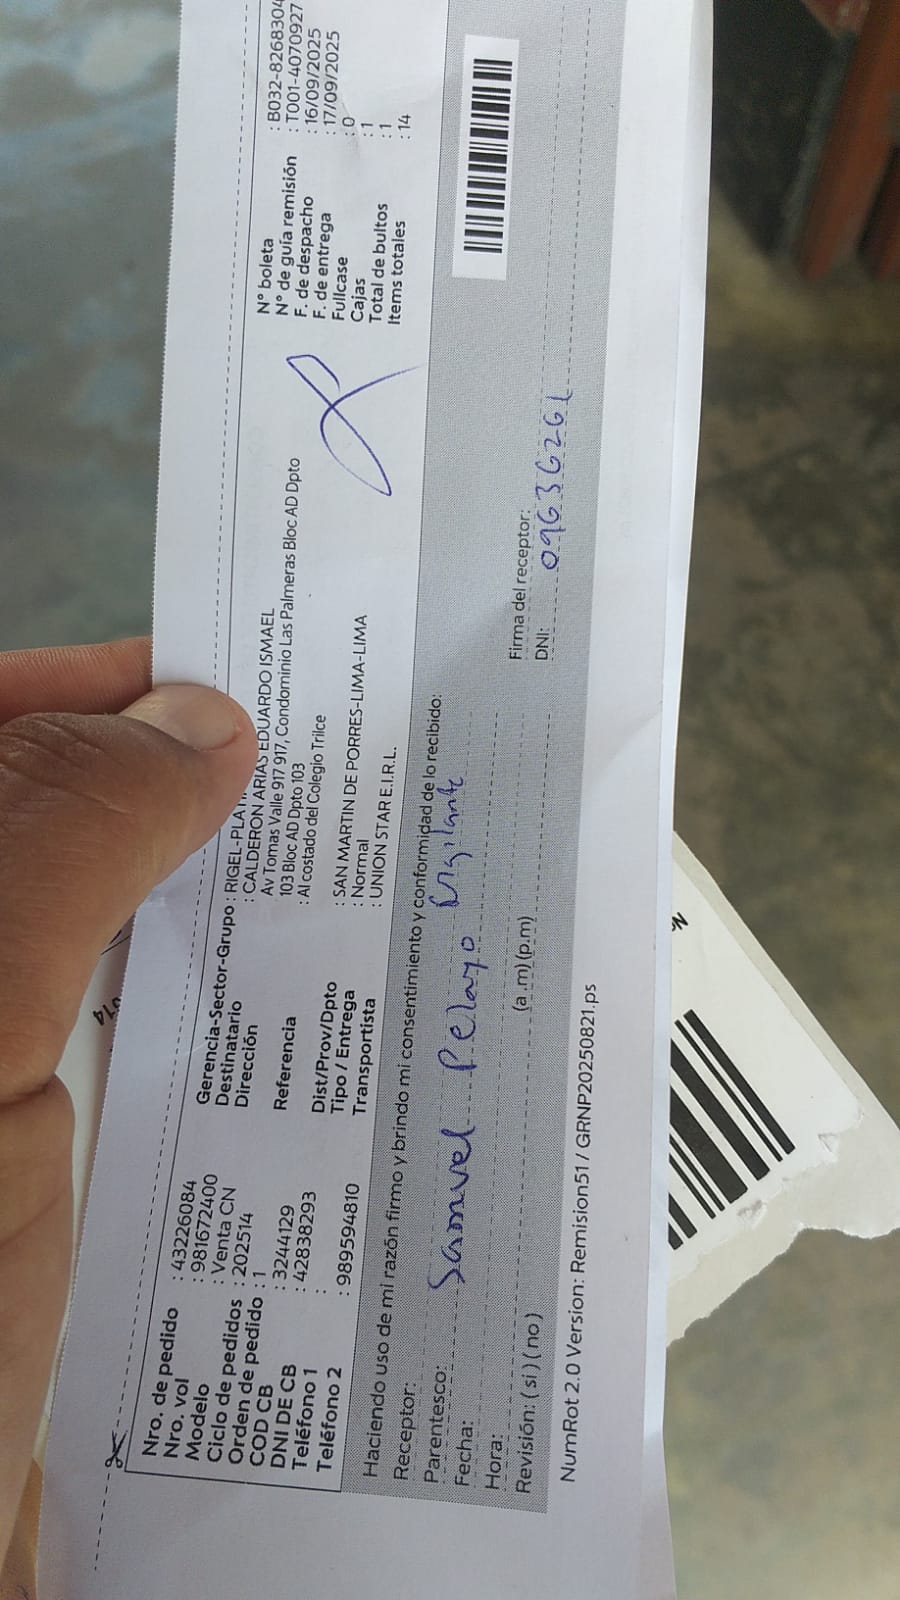 Nro. de pedido : 43226084
Nro. vol : 981672400
Modelo : Venta CN
Ciclo de pedidos : 202514
Orden de pedido : 1
COD CB : 3244129
DNI DE CB : 42838293
Teléfono 1 :
Teléfono 2 : 989594810
Gerencia-Sector-Grupo : RIGEL-
Destinatario : CALDERON ARIAS EDUARDO ISMAEL
Dirección Av Tomas Valle 917 917, Condominio Las Palmeras Bloc AD Dpto
103 Bloc AD Dpto 103
Referencia : Al costado del Colegio Trilce
Dist/Prov/Dpto : SAN MARTIN DE PORRES-LIMA-LIMA
Tipo / Entrega : Normal
Transportista : UNION STAR E.I.R.L.
N° boleta : B032-8268304
N° de guía remisión : T001-4070927
F. de despacho : 16/09/2025
F. de entrega : 17/09/2025
Fullcase : 0
Cajas : 1
Total de bultos : 1
Items totales : 14
Haciendo uso de mi razón firmo y brindo mi consentimiento y conformidad de lo recibido:
Receptor: Samuel Pelayo Vigilante
Parentesco:
Fecha:
Hora: (a .m) (p.m)
Revisión: ( si ) ( no )
Firma del receptor:
DNI: 09636261
NumRot 2.0 Version: Remision51 / GRNP20250821.ps